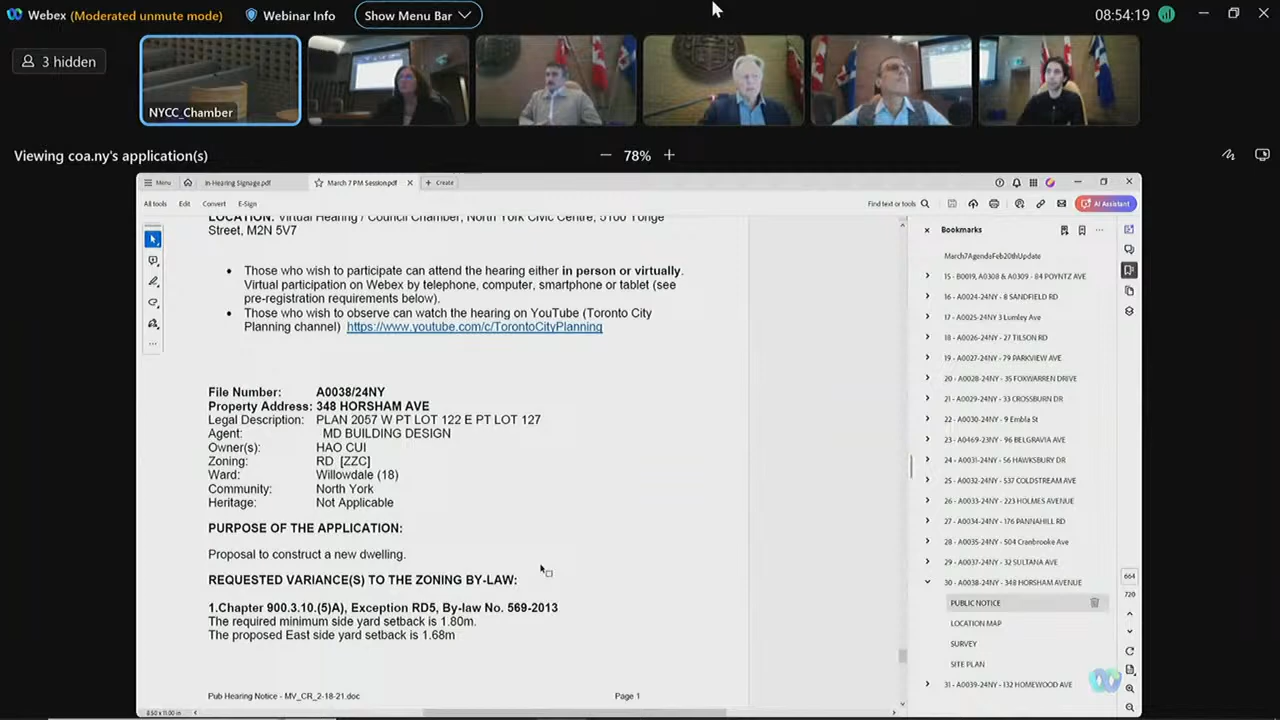 Webex (Moderated unmute mode) Webinar Info Show Menu Bar 08:54:19
3 hidden
NYCC_Chamber
Viewing coa.ny's application(s)
78%
Menu In-Hearing Signage.pdf March 7 PM Session.pdf Create
All tools Edit Convert E-Sign Find text or tools AI Assistant
LOCATION: Virtual Hearing / Council Chamber, North York Civic Centre, 5100 Yonge
Street, M2N 5V7
• Those who wish to participate can attend the hearing either in person or virtually.
Virtual participation on Webex by telephone, computer, smartphone or tablet (see
pre-registration requirements below).
• Those who wish to observe can watch the hearing on YouTube (Toronto City
Planning channel) https://www.youtube.com/c/TorontoCityPlanning
File Number: A0038/24NY
Property Address: 348 HORSHAM AVE
Legal Description: PLAN 2057 W PT LOT 122 E PT LOT 127
Agent: MD BUILDING DESIGN
Owner(s): HAO CUI
Zoning: RD [ZZC]
Ward: Willowdale (18)
Community: North York
Heritage: Not Applicable
PURPOSE OF THE APPLICATION:
Proposal to construct a new dwelling.
REQUESTED VARIANCE(S) TO THE ZONING BY-LAW:
1.Chapter 900.3.10.(5)A), Exception RD5, By-law No. 569-2013
The required minimum side yard setback is 1.80m.
The proposed East side yard setback is 1.68m
Pub Hearing Notice - MV_CR_2-18-21.doc Page 1
8.50 x 11.00 in
Bookmarks
March7AgendaFeb20thUpdate
15 - B0019, A0308 & A0309 - 84 POYNTZ AVE
16 - A0024-24NY - 8 SANDFIELD RD
17 - A0025-24NY 3 Lumley Ave
18 - A0026-24NY - 27 TILSON RD
19 - A0027-24NY - 79 PARKVIEW AVE
20 - A0028-24NY - 35 FOXWARREN DRIVE
21 - A0029-24NY - 33 CROSSBURN DR
22 - A0030-24NY - 9 Embla St
23 - A0469-23NY - 96 BELGRAVIA AVE
24 - A0031-24NY - 56 HAWKSBURY DR
25 - A0032-24NY - 537 COLDSTREAM AVE
26 - A0033-24NY - 223 HOLMES AVENUE
27 - A0034-24NY - 176 PANNAHILL RD
28 - A0035-24NY - 504 Cranbrooke Ave
29 - A0037-24NY - 32 SULTANA AVE
30 - A0038-24NY - 348 HORSHAM AVENUE
PUBLIC NOTICE
LOCATION MAP
SURVEY
SITE PLAN
31 - A0039-24NY - 132 HOMEWOOD AVE
664
720